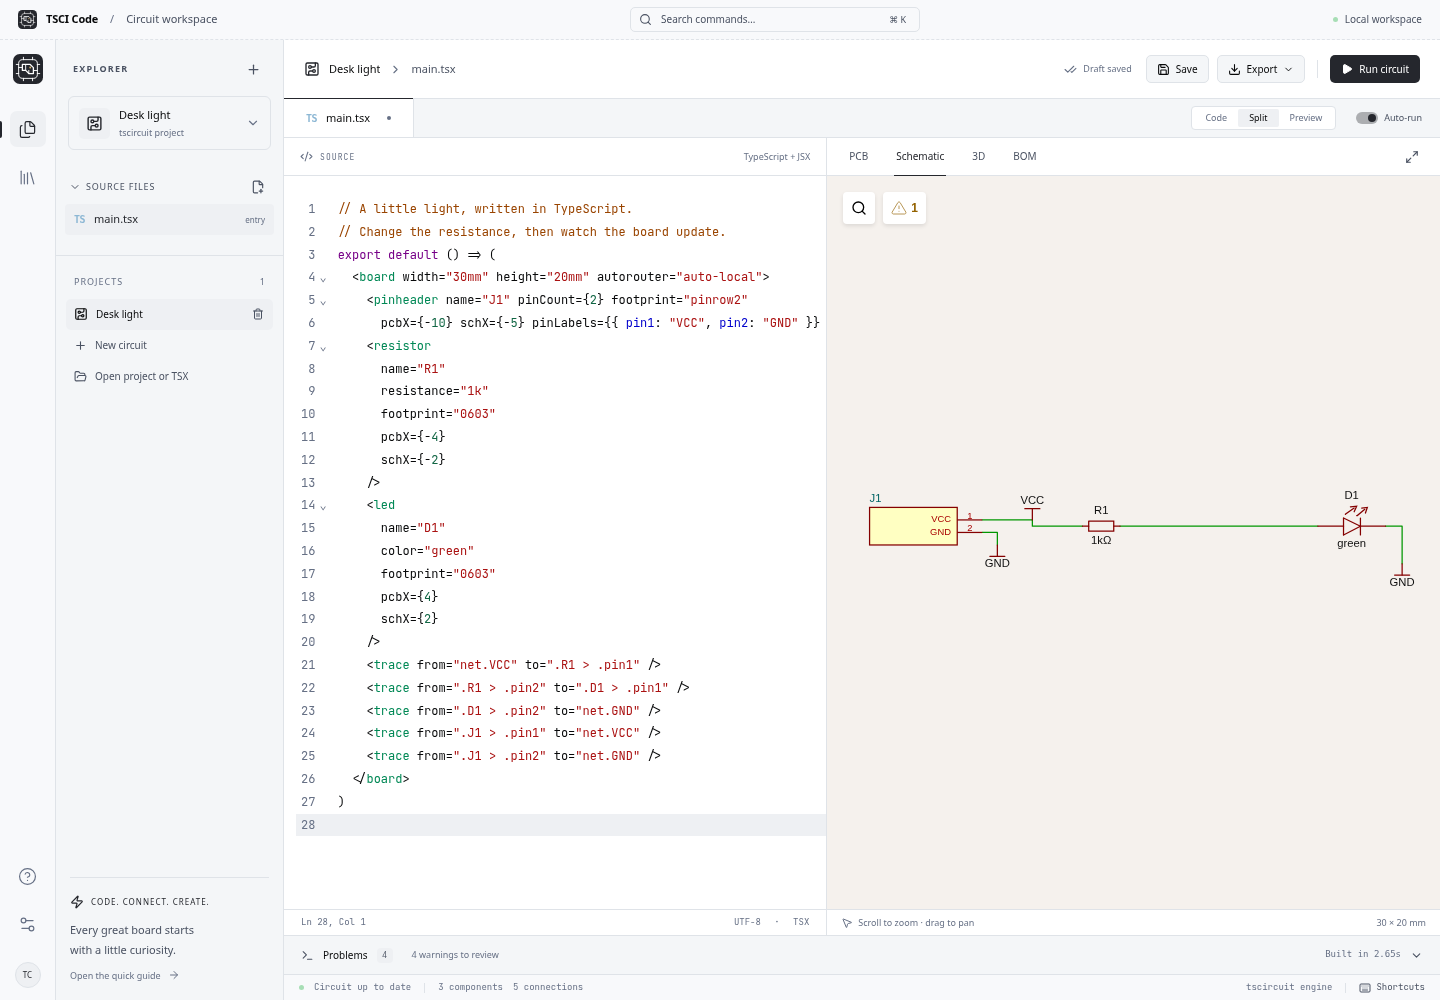 TSCI Code / Circuit workspace
Search commands... ⌘ K
Local workspace
EXPLORER
Desk light
tscircuit project
SOURCE FILES
TS main.tsx entry
PROJECTS 1
Desk light
New circuit
Open project or TSX
CODE. CONNECT. CREATE.
Every great board starts
with a little curiosity.
Open the quick guide →
TC
Desk light > main.tsx
Draft saved
Save
Export
Run circuit
TS main.tsx •
Code Split Preview
Auto-run
</> SOURCE
TypeScript + JSX
1 // A little light, written in TypeScript.
2 // Change the resistance, then watch the board update.
3 export default () => (
4 <board width="30mm" height="20mm" autorouter="auto-local">
5 <pinheader name="J1" pinCount={2} footprint="pinrow2"
6 pcbX={-10} schX={-5} pinLabels={{ pin1: "VCC", pin2: "GND" }}
7 <resistor
8 name="R1"
9 resistance="1k"
10 footprint="0603"
11 pcbX={-4}
12 schX={-2}
13 />
14 <led
15 name="D1"
16 color="green"
17 footprint="0603"
18 pcbX={4}
19 schX={2}
20 />
21 <trace from="net.VCC" to=".R1 > .pin1" />
22 <trace from=".R1 > .pin2" to=".D1 > .pin1" />
23 <trace from=".D1 > .pin2" to="net.GND" />
24 <trace from=".J1 > .pin1" to="net.VCC" />
25 <trace from=".J1 > .pin2" to="net.GND" />
26 </board>
27 )
28
Ln 28, Col 1
UTF-8 · TSX
PCB Schematic 3D BOM
1
J1
VCC 1
GND 2
VCC
GND
R1
1kΩ
D1
green
GND
Scroll to zoom · drag to pan
30 × 20 mm
Problems 4 4 warnings to review
Built in 2.65s
Circuit up to date
3 components 5 connections
tscircuit engine
Shortcuts